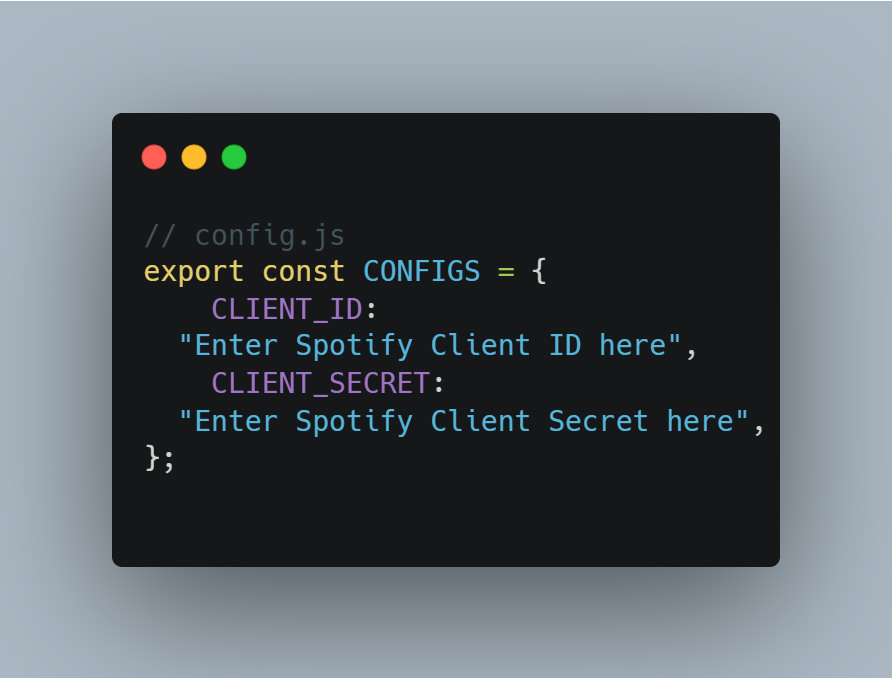 // config.js
export const CONFIGS = {
    CLIENT_ID:
  "Enter Spotify Client ID here",
    CLIENT_SECRET:
  "Enter Spotify Client Secret here",
};